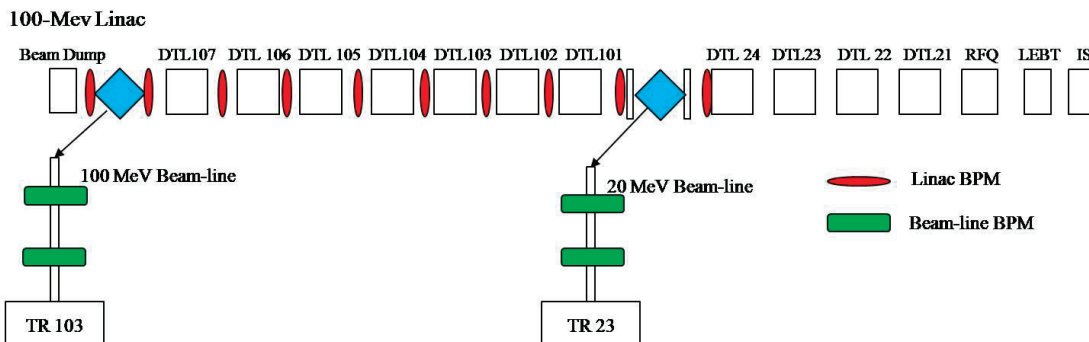 100-Mev Linac
Beam Dump DTL107 DTL 106 DTL 105 DTL104 DTL103 DTL102 DTL101 DTL 24 DTL23 DTL 22 DTL21 RFQ LEBT IS
100 MeV Beam-line
20 MeV Beam-line
Linac BPM
Beam-line BPM
TR 103
TR 23